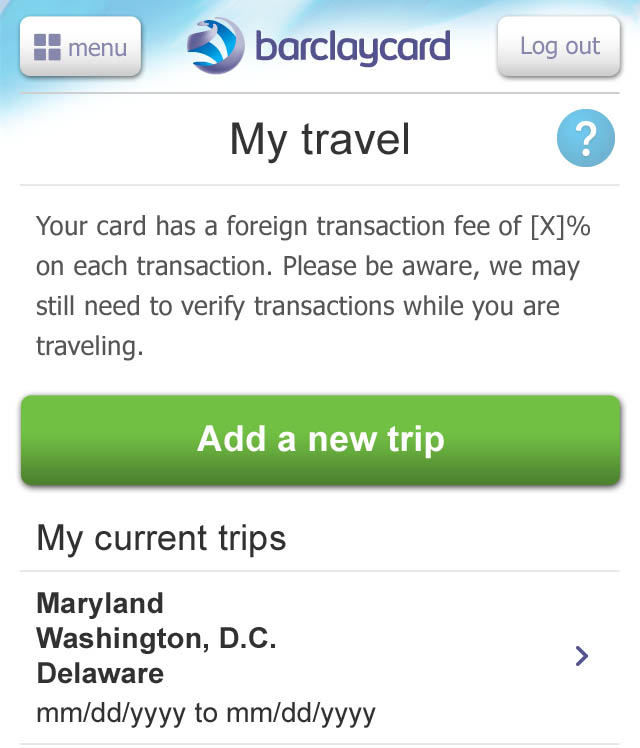 menu
barclaycard
Log out
My travel
?
Your card has a foreign transaction fee of [X]%
on each transaction. Please be aware, we may
still need to verify transactions while you are
traveling.
Add a new trip
My current trips
Maryland
Washington, D.C.
Delaware
mm/dd/yyyy to mm/dd/yyyy